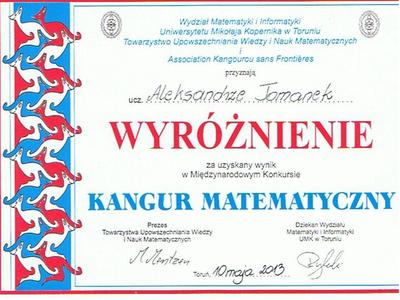 Wydział Matematyki i Informatyki
Uniwersytetu Mikołaja Kopernika w Toruniu
Towarzystwo Upowszechniania Wiedzy i Nauk Matematycznych
i
Association Kangourou sans Frontières
przyznają
ucz. Aleksandrze Tomanek
WYRÓŻNIENIE
za uzyskany wynik
w Międzynarodowym Konkursie
KANGUR MATEMATYCZNY
Prezes
Towarzystwa Upowszechniania Wiedzy
i Nauk Matematycznych
Dziekan Wydziału
Matematyki i Informatyki
UMK w Toruniu
Toruń, 10 maja 2013